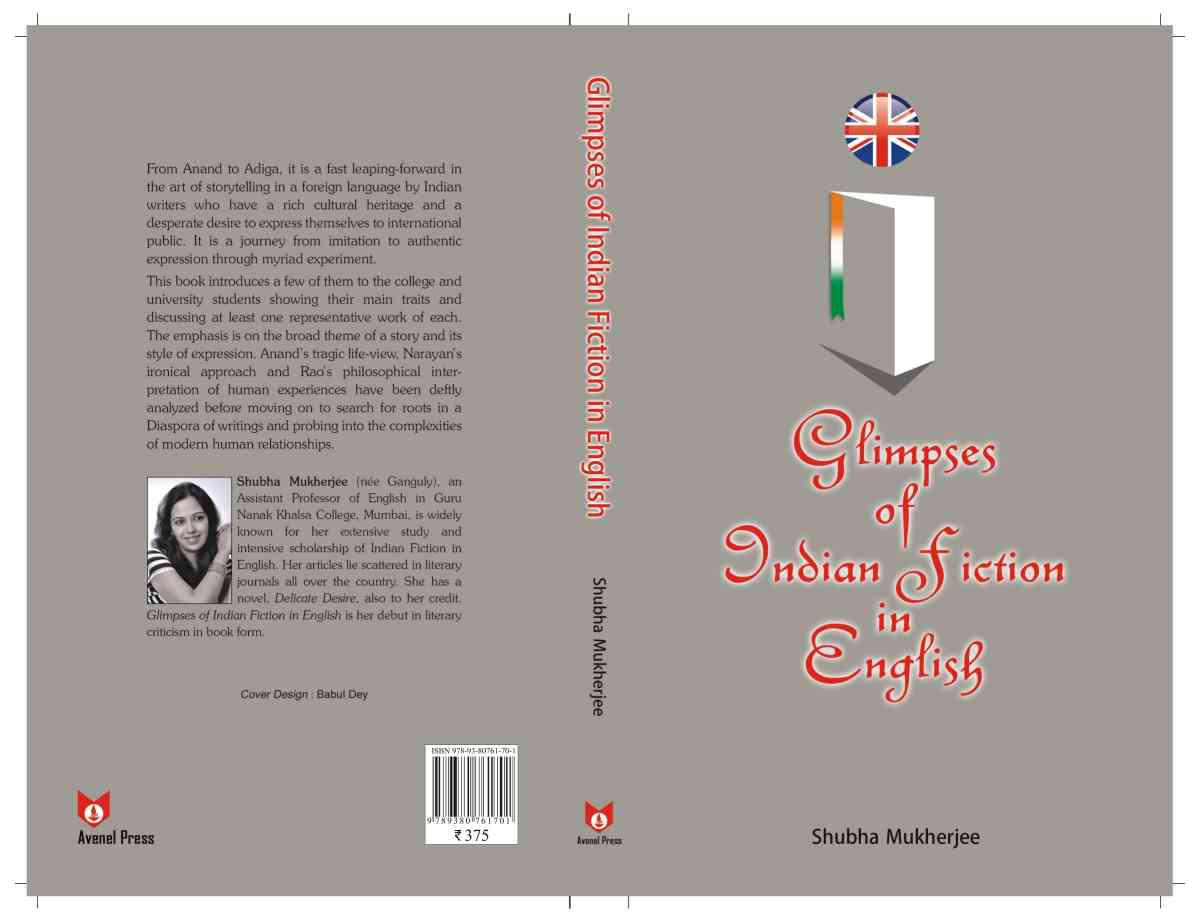 From Anand to Adiga, it is a fast leaping-forward in
the art of storytelling in a foreign language by Indian
writers who have a rich cultural heritage and a
desperate desire to express themselves to international
public. It is a journey from imitation to authentic
expression through myriad experiment.
This book introduces a few of them to the college and
university students showing their main traits and
discussing at least one representative work of each.
The emphasis is on the broad theme of a story and its
style of expression. Anand's tragic life-view, Narayan's
ironical approach and Rao's philosophical inter-
pretation of human experiences have been deftly
analyzed before moving on to search for roots in a
Diaspora of writings and probing into the complexities
of modern human relationships.
Shubha Mukherjee (née Ganguly), an
Assistant Professor of English in Guru
Nanak Khalsa College, Mumbai, is widely
known for her extensive study and
intensive scholarship of Indian Fiction in
English. Her articles lie scattered in literary
journals all over the country. She has a
novel, Delicate Desire, also to her credit.
Glimpses of Indian Fiction in English is her debut in literary
criticism in book form.
Cover Design : Babul Dey
ISBN 978-93-80761-70-1
9 789380 761701
₹ 375
Avenel Press
Glimpses of Indian Fiction in English
Shubha Mukherjee
Avenel Press
Glimpses
of
Indian Fiction
in
English
Shubha Mukherjee